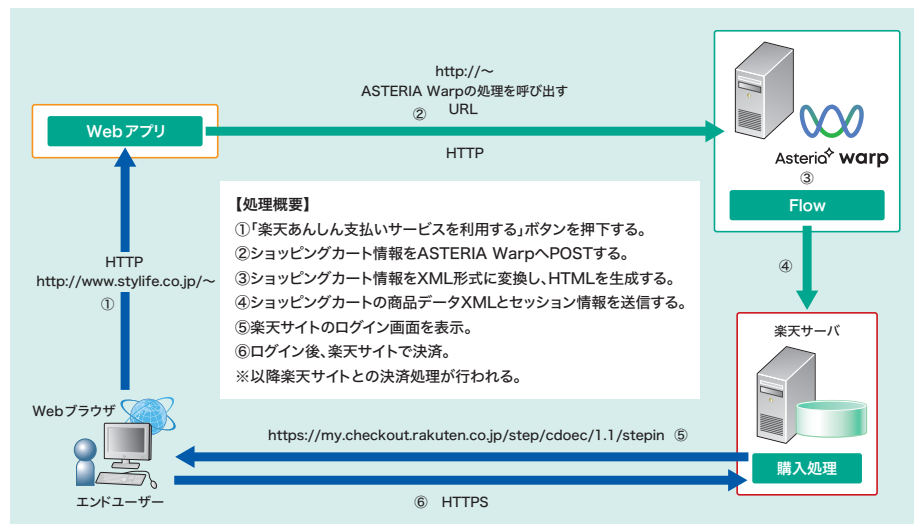 http://～
ASTERIA Warpの処理を呼び出す
② URL
Webアプリ
HTTP
Asteria warp
③
Flow
【処理概要】
①「楽天あんしん支払いサービスを利用する」ボタンを押下する。
②ショッピングカート情報をASTERIA WarpへPOSTする。
③ショッピングカート情報をXML形式に変換し、HTMLを生成する。
④ショッピングカートの商品データXMLとセッション情報を送信する。
⑤楽天サイトのログイン画面を表示。
⑥ログイン後、楽天サイトで決済。
※以降楽天サイトとの決済処理が行われる。
HTTP
http://www.stylife.co.jp/～
①
④
楽天サーバ
購入処理
Webブラウザ
エンドユーザー
https://my.checkout.rakuten.co.jp/step/cdoec/1.1/stepin ⑤
⑥ HTTPS